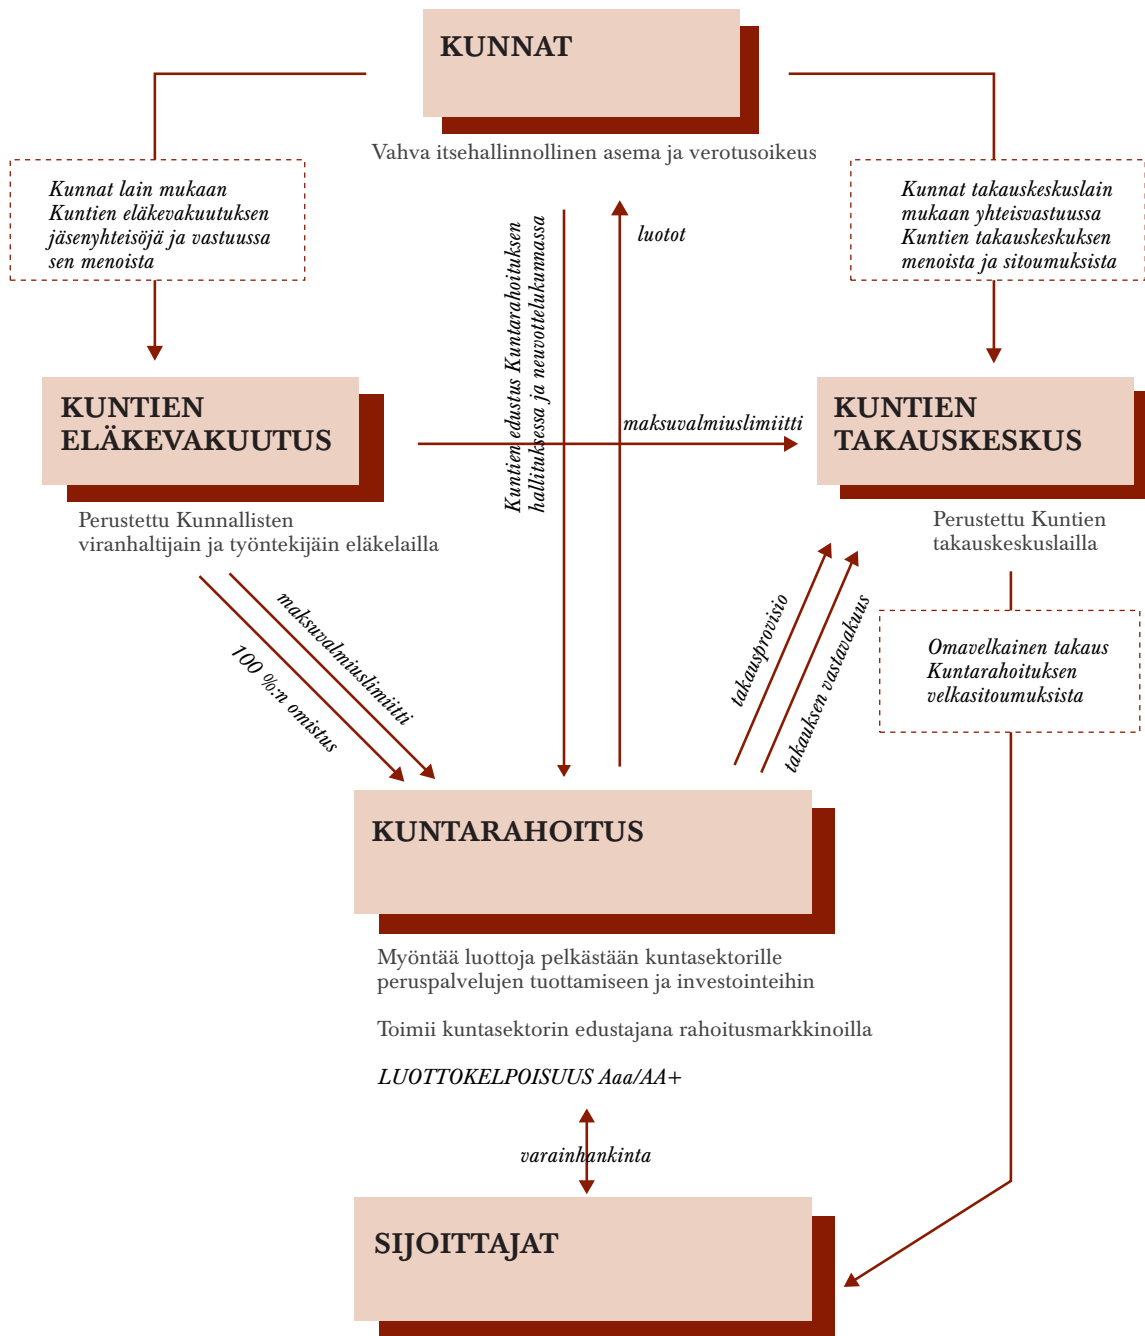 KUNNAT
Vahva itsehallinnollinen asema ja verotusoikeus
Kunnat lain mukaan
Kuntien eläkevakuutuksen
jäsenyhteisöjä ja vastuussa
sen menoista
Kunnat takauskeskuslain
mukaan yhteisvastuussa
Kuntien takauskeskuksen
menoista ja sitoumuksista
Kuntien edustus Kuntarahoituksen
hallituksessa ja neuvottelukunnassa
luotot
KUNTIEN
ELÄKEVAKUUTUS
maksuvalmiuslimiitti
KUNTIEN
TAKAUSKESKUS
Perustettu Kunnallisten
viranhaltijain ja työntekijäin eläkelailla
Perustettu Kuntien
takauskeskuslailla
maksuvalmiuslimiitti
100 %:n omistus
takausprovisio
takauksen vastavakuus
Omavelkainen takaus
Kuntarahoituksen
velkasitoumuksista
KUNTARAHOITUS
Myöntää luottoja pelkästään kuntasektorille
peruspalvelujen tuottamiseen ja investointeihin
Toimii kuntasektorin edustajana rahoitusmarkkinoilla
LUOTTOKELPOISUUS Aaa/AA+
varainhankinta
SIJOITTAJAT